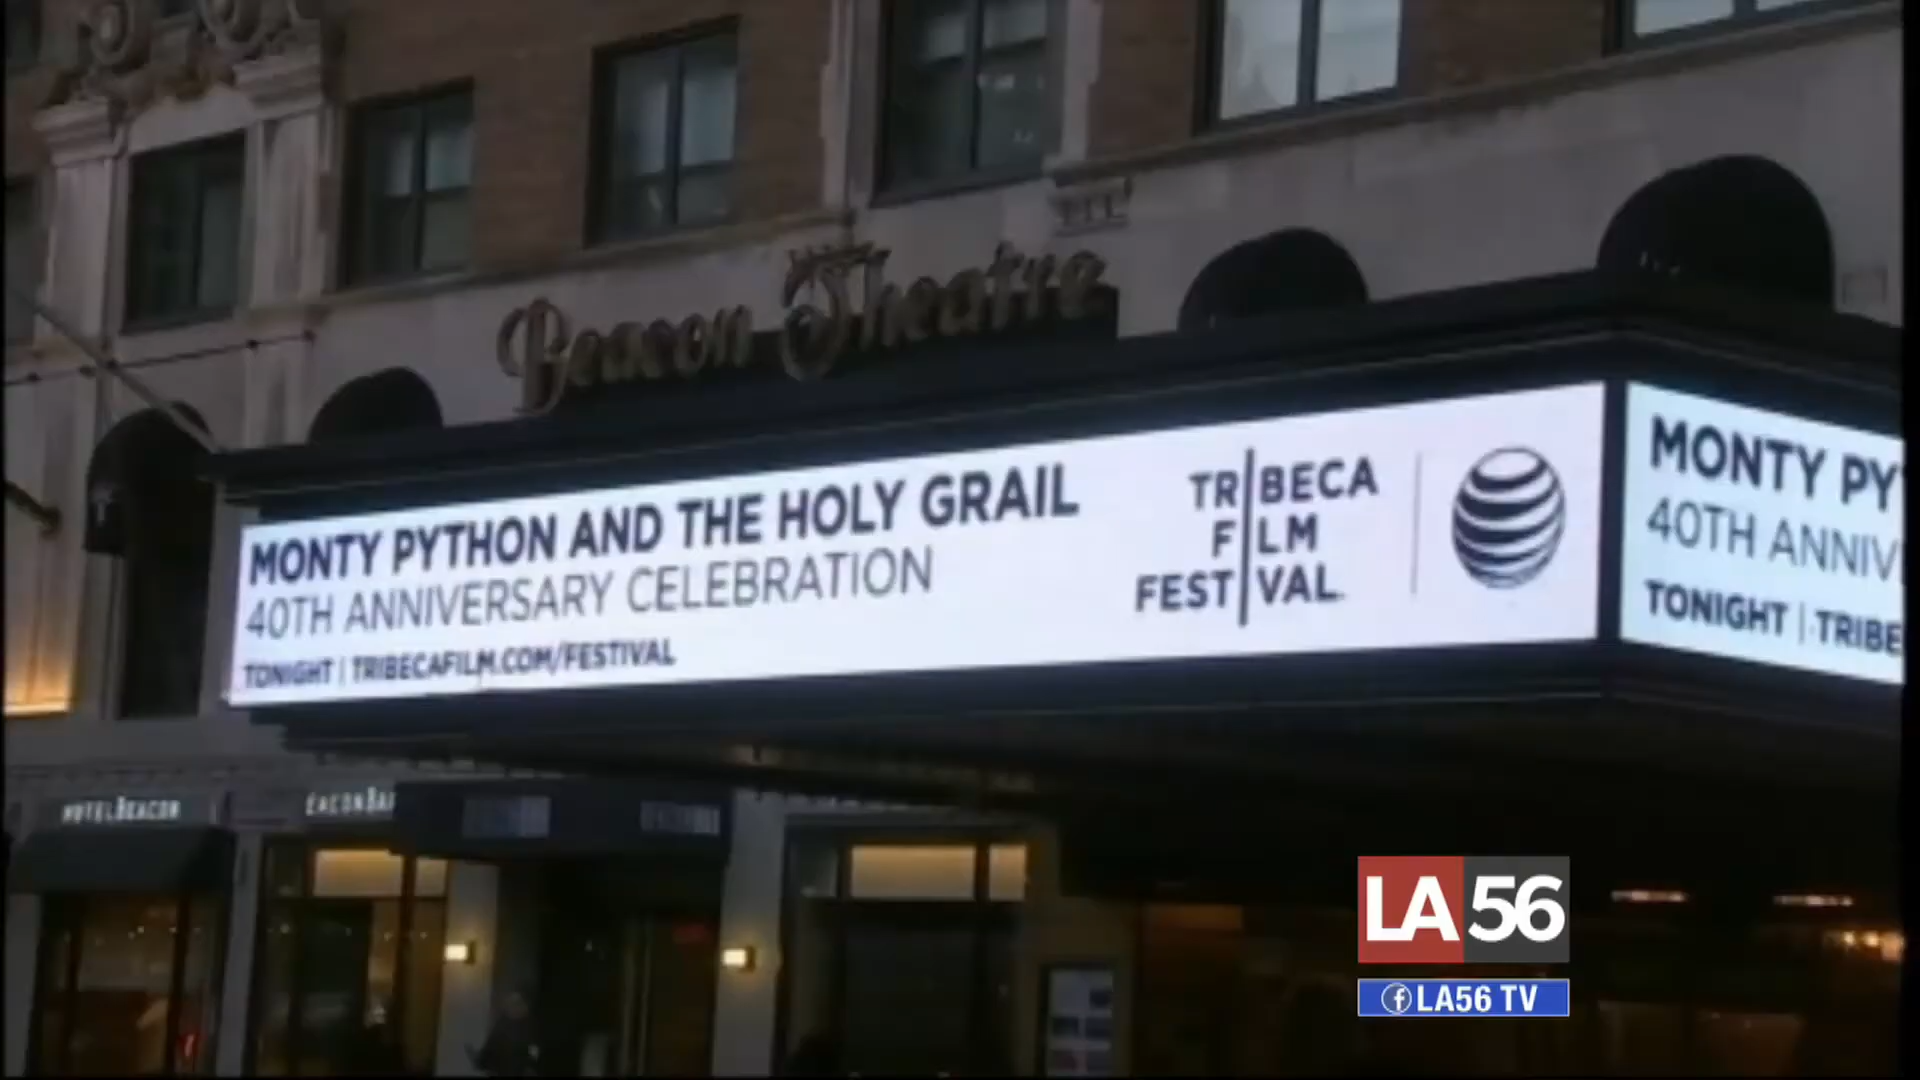 Beacon Theatre
MONTY PYTHON AND THE HOLY GRAIL
40TH ANNIVERSARY CELEBRATION
TONIGHT | TRIBECAFILM.COM/FESTIVAL
TRIBECA
FILM
FESTIVAL
MONTY PY
40TH ANNIV
TONIGHT | TRIBE
HOTEL BEACON
LA56
LA56 TV